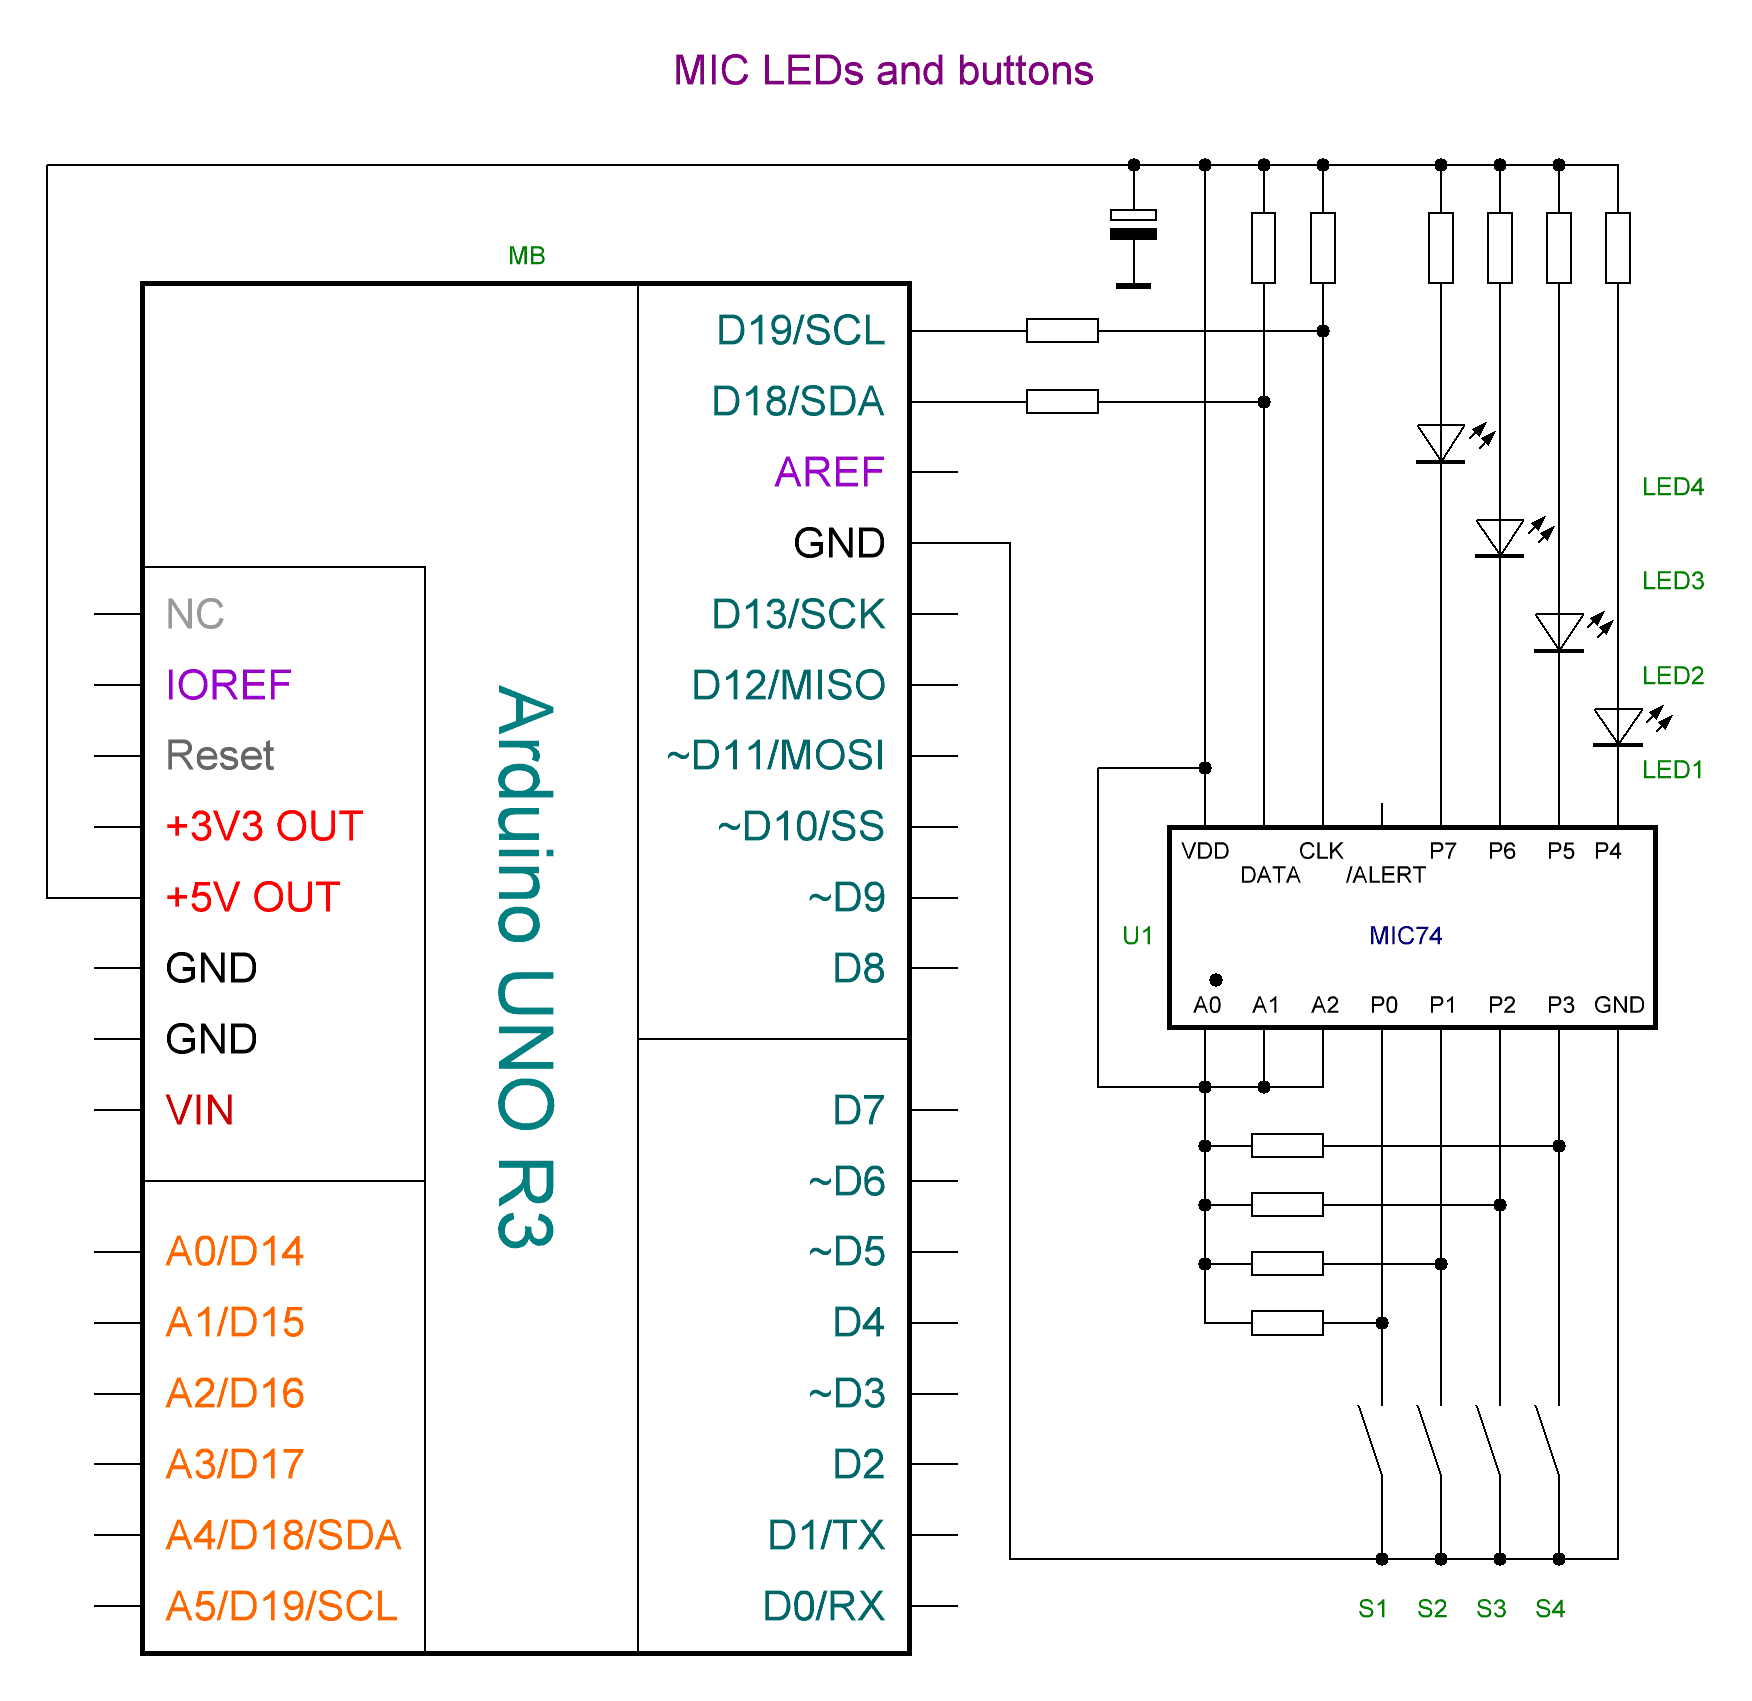 MIC LEDs and buttons
MB
D19/SCL
D18/SDA
AREF
GND
D13/SCK
D12/MISO
~D11/MOSI
~D10/SS
~D9
D8
D7
~D6
~D5
D4
~D3
D2
D1/TX
D0/RX
NC
IOREF
Reset
+3V3 OUT
+5V OUT
GND
GND
VIN
A0/D14
A1/D15
A2/D16
A3/D17
A4/D18/SDA
A5/D19/SCL
Arduino UNO R3
LED4
LED3
LED2
LED1
VDD CLK P7 P6 P5 P4
DATA /ALERT
U1 MIC74
A0 A1 A2 P0 P1 P2 P3 GND
S1 S2 S3 S4